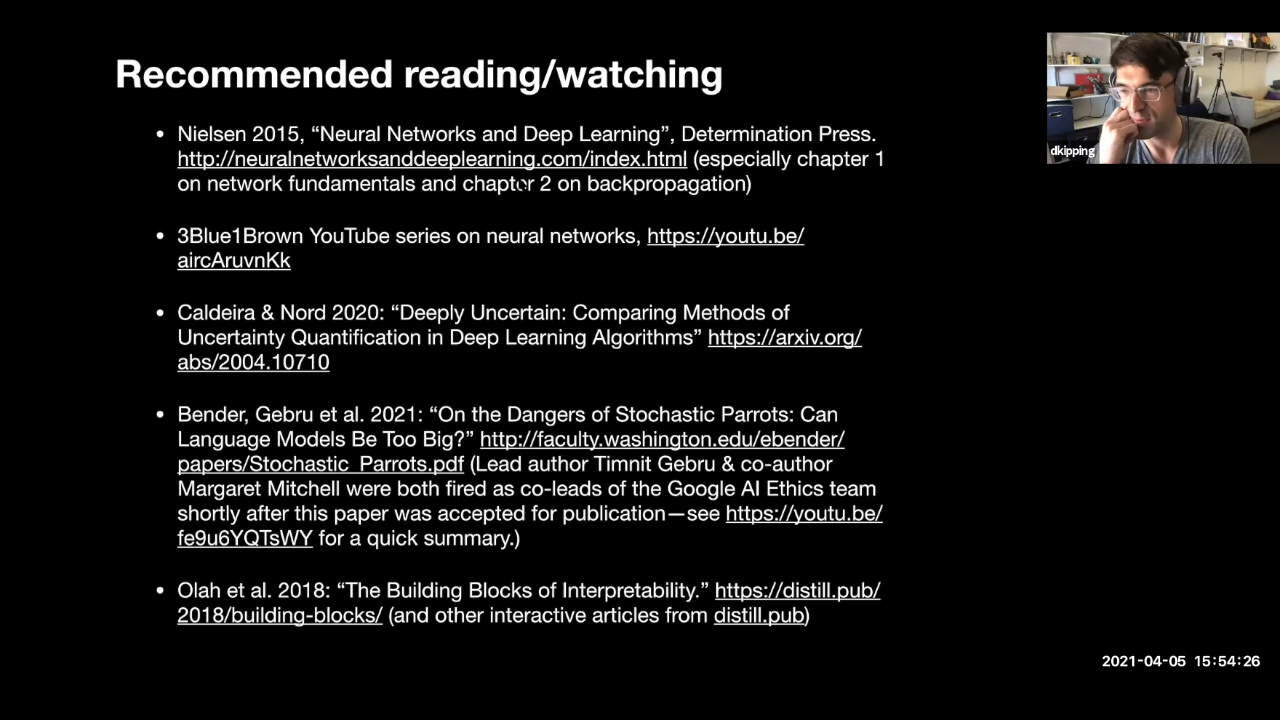 Recommended reading/watching
• Nielsen 2015, “Neural Networks and Deep Learning”, Determination Press.
http://neuralnetworksanddeeplearning.com/index.html (especially chapter 1
on network fundamentals and chapter 2 on backpropagation)
• 3Blue1Brown YouTube series on neural networks, https://youtu.be/
aircAruvnKk
• Caldeira & Nord 2020: “Deeply Uncertain: Comparing Methods of
Uncertainty Quantification in Deep Learning Algorithms” https://arxiv.org/
abs/2004.10710
• Bender, Gebru et al. 2021: “On the Dangers of Stochastic Parrots: Can
Language Models Be Too Big?” http://faculty.washington.edu/ebender/
papers/Stochastic_Parrots.pdf (Lead author Timnit Gebru & co-author
Margaret Mitchell were both fired as co-leads of the Google AI Ethics team
shortly after this paper was accepted for publication—see https://youtu.be/
fe9u6YQTsWY for a quick summary.)
• Olah et al. 2018: “The Building Blocks of Interpretability.” https://distill.pub/
2018/building-blocks/ (and other interactive articles from distill.pub)
dkipping
2021-04-05 15:54:26